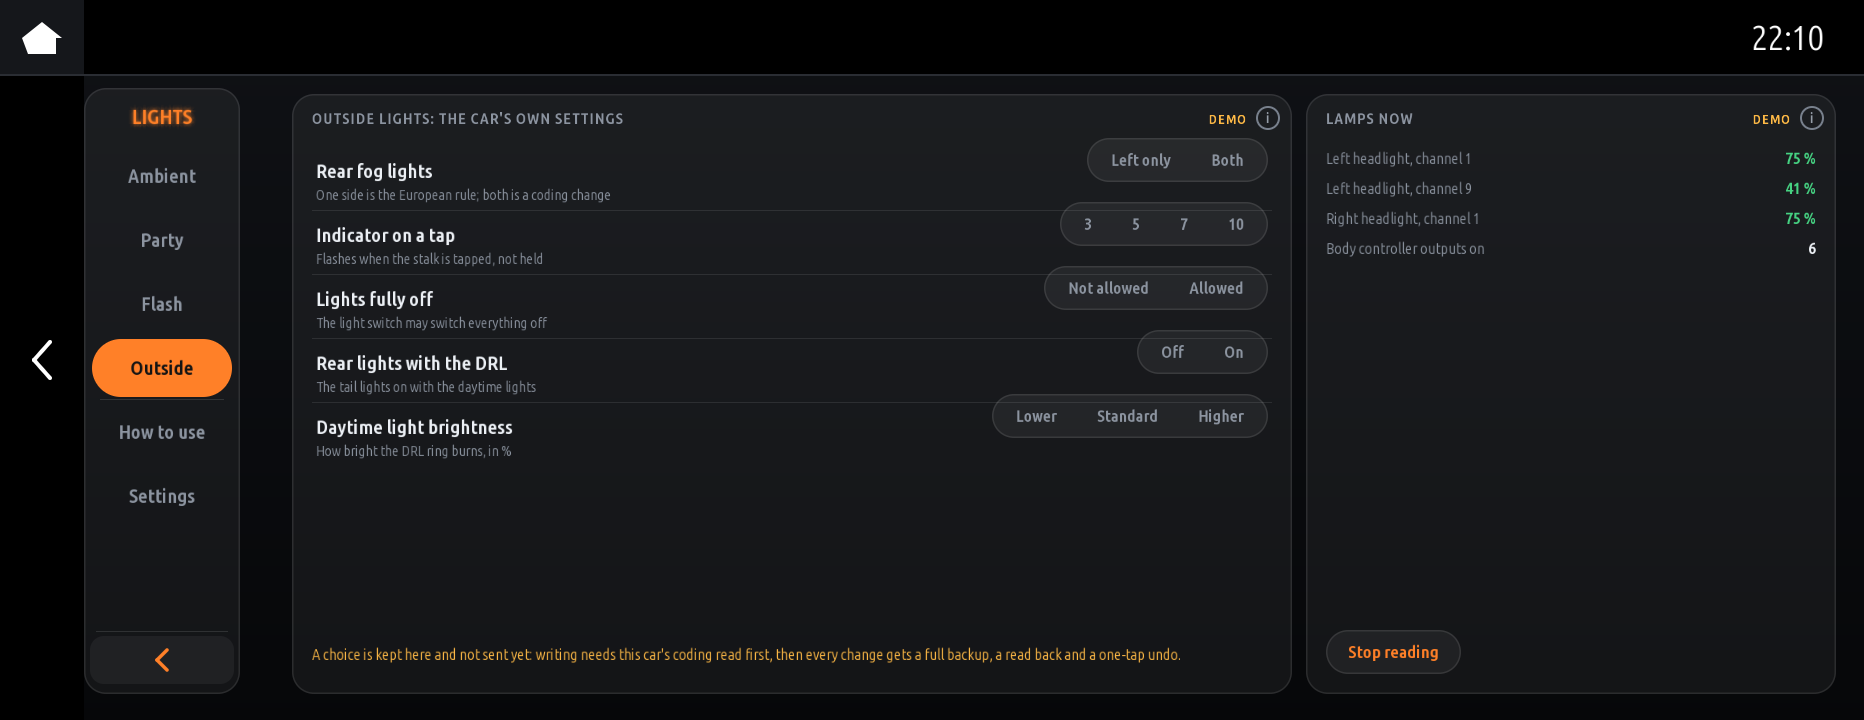 22:10
LIGHTS
Ambient
Party
Flash
Outside
How to use
Settings
OUTSIDE LIGHTS: THE CAR'S OWN SETTINGS
DEMO i
Rear fog lights
One side is the European rule; both is a coding change
Left only Both
Indicator on a tap
Flashes when the stalk is tapped, not held
3 5 7 10
Lights fully off
The light switch may switch everything off
Not allowed Allowed
Rear lights with the DRL
The tail lights on with the daytime lights
Off On
Daytime light brightness
How bright the DRL ring burns, in %
Lower Standard Higher
A choice is kept here and not sent yet: writing needs this car's coding read first, then every change gets a full backup, a read back and a one-tap undo.
LAMPS NOW
DEMO i
Left headlight, channel 1 75 %
Left headlight, channel 9 41 %
Right headlight, channel 1 75 %
Body controller outputs on 6
Stop reading